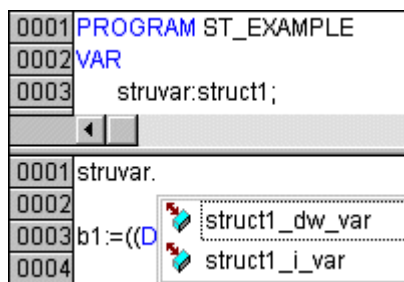 0001 PROGRAM ST_EXAMPLE
0002 VAR
0003 struvar:struct1;
0001 struvar.
0002
struct1_dw_var
0003 b1:=((D
struct1_i_var
0004